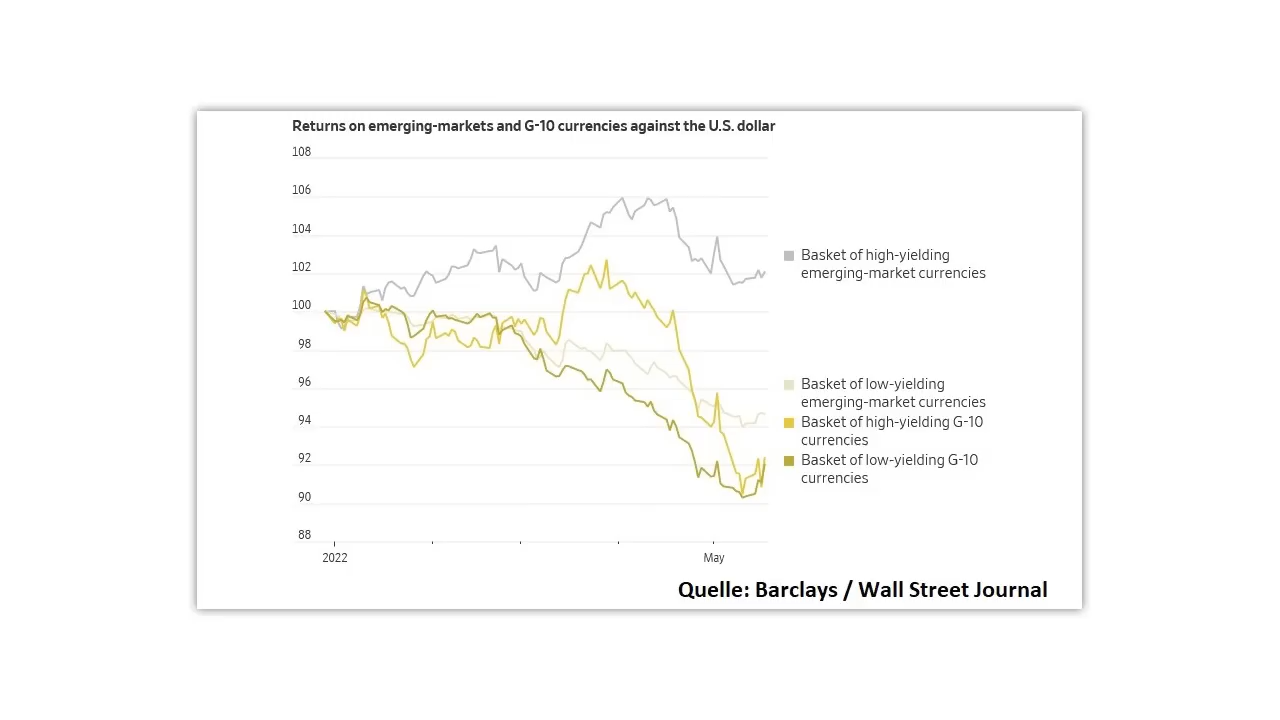 Returns on emerging-markets and G-10 currencies against the U.S. dollar
108
106
104
102
100
98
96
94
92
90
88
2022
May
Basket of high-yielding
emerging-market currencies
Basket of low-yielding
emerging-market currencies
Basket of high-yielding G-10
currencies
Basket of low-yielding G-10
currencies
Quelle: Barclays / Wall Street Journal